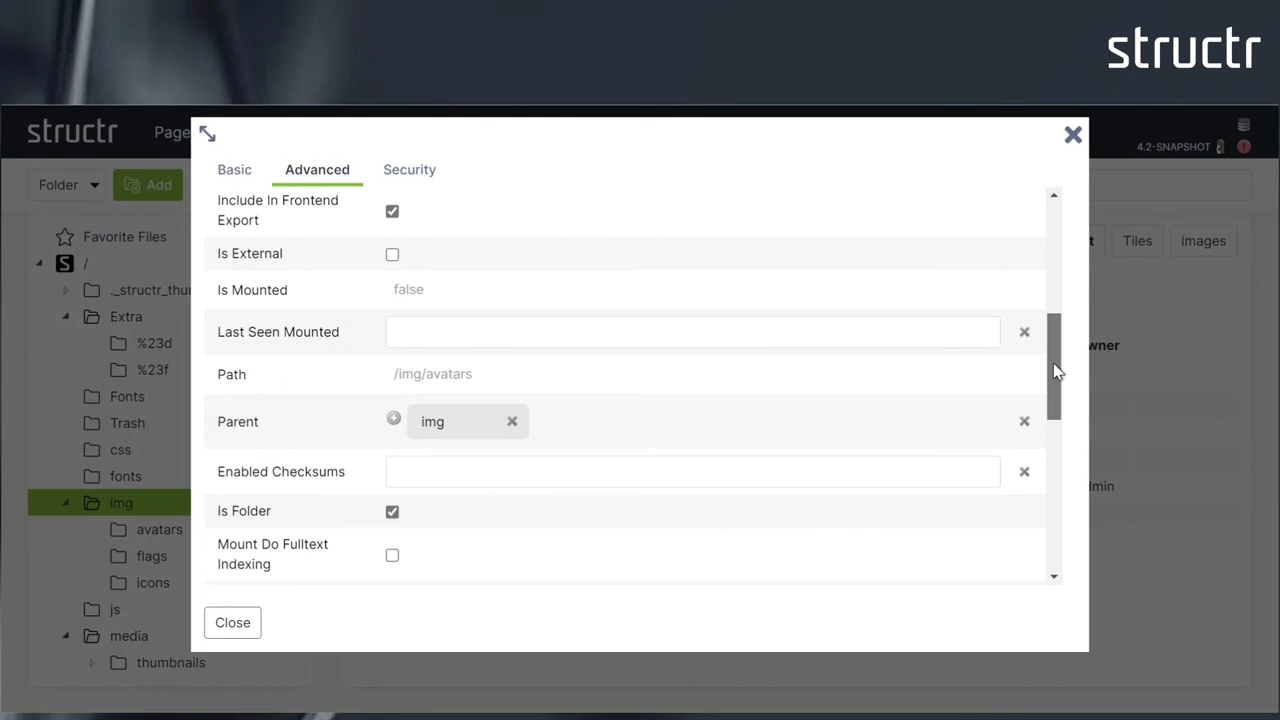 structr
structr
Page
4.2-SNAPSHOT
Folder
Add
Basic
Advanced
Security
Favorite Files
/
._structr_thu
Extra
%23d
%23f
Fonts
Trash
css
fonts
img
avatars
flags
icons
js
media
thumbnails
Include In Frontend
Export
Is External
Is Mounted
false
Last Seen Mounted
Path
/img/avatars
Parent
img
Enabled Checksums
Is Folder
Mount Do Fulltext
Indexing
Close
t
Tiles
Images
wner
dmin